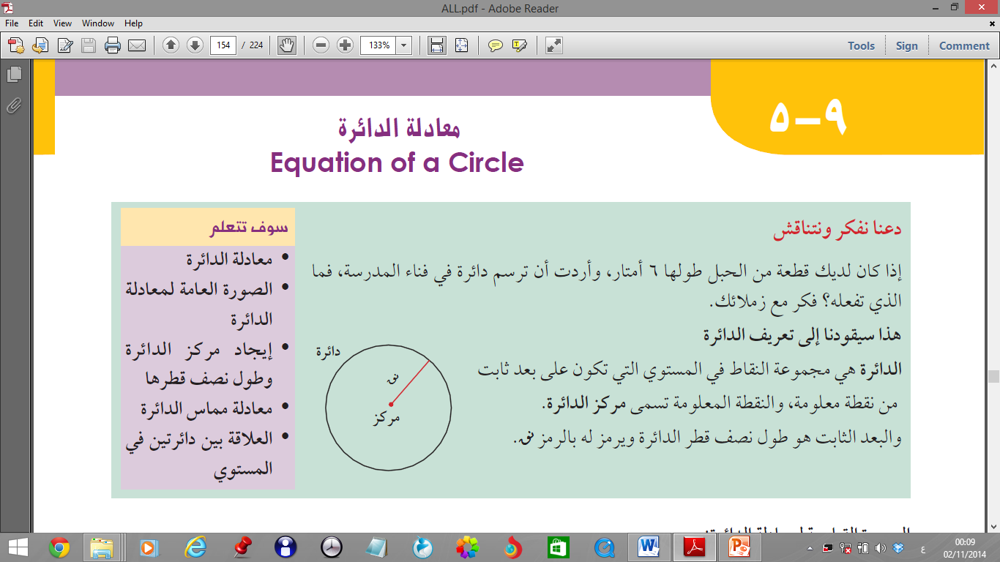 ALL.pdf - Adobe Reader
File Edit View Window Help
154 / 224 133% Tools Sign Comment
٩-٥
معادلة الدائرة
Equation of a Circle
دعنا نفكر ونتناقش
إذا كان لديك قطعة من الحبل طولها ٦ أمتار، وأردت أن ترسم دائرة في فناء المدرسة، فما
الذي تفعله؟ فكر مع زملائك.
هذا سيقودنا إلى تعريف الدائرة
الدائرة هي مجموعة النقاط في المستوي التي تكون على بعد ثابت
من نقطة معلومة، والنقطة المعلومة تسمى مركز الدائرة.
والبعد الثابت هو طول نصف قطر الدائرة ويرمز له بالرمز نق.
دائرة
نق
مركز
سوف تتعلم
• معادلة الدائرة
• الصورة العامة لمعادلة
الدائرة
• إيجاد مركز الدائرة
وطول نصف قطرها
• معادلة مماس الدائرة
• العلاقة بين دائرتين في
المستوي
ع
00:09
02/11/2014